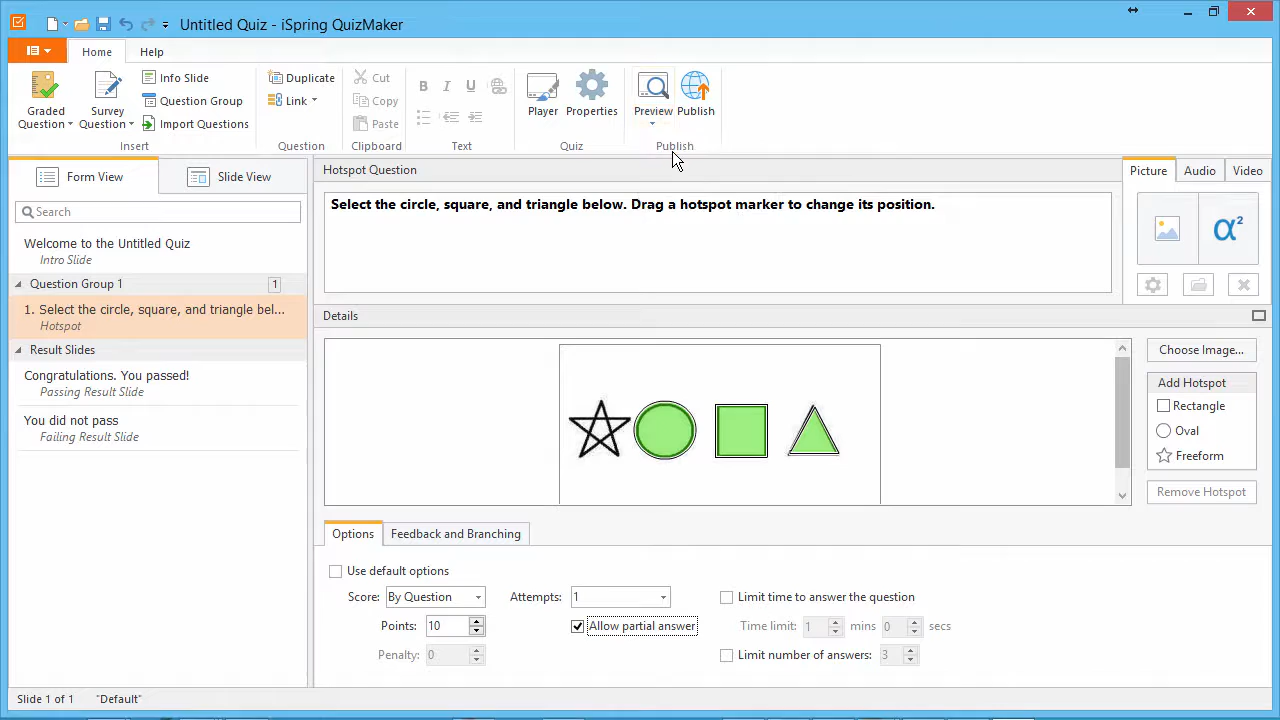 Untitled Quiz - iSpring QuizMaker
Home Help
Graded Question
Survey Question
Info Slide
Question Group
Import Questions
Insert
Duplicate
Link
Question
Cut
Copy
Paste
Clipboard
B I U
Text
Player
Properties
Quiz
Preview
Publish
Publish
Form View
Slide View
Search
Welcome to the Untitled Quiz
Intro Slide
Question Group 1 1
1. Select the circle, square, and triangle bel...
Hotspot
Result Slides
Congratulations. You passed!
Passing Result Slide
You did not pass
Failing Result Slide
Hotspot Question
Select the circle, square, and triangle below. Drag a hotspot marker to change its position.
Picture Audio Video
α²
Details
Choose Image...
Add Hotspot
Rectangle
Oval
Freeform
Remove Hotspot
Options
Feedback and Branching
Use default options
Score: By Question
Attempts: 1
Limit time to answer the question
Points: 10
Allow partial answer
Time limit: 1 mins 0 secs
Penalty: 0
Limit number of answers: 3
Slide 1 of 1 "Default"